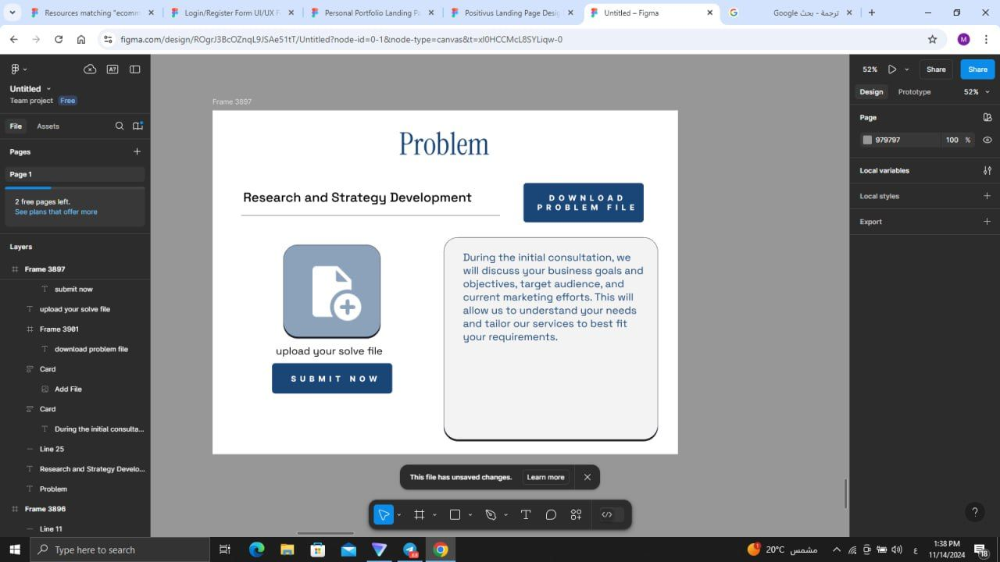 Resources matching "ecomm
Login/Register Form UI/UX F
Personal Portfolio Landing Pa
Positivus Landing Page Desig
Untitled – Figma
ترجمة - بحث Google
figma.com/design/ROgrJ3BcOZnqL9JSAe51tT/Untitled?node-id=0-1&node-type=canvas&t=xI0HCCMcL8SYLiqw-0
M
A?
Untitled
Team project Free
File Assets
Pages
Page 1
2 free pages left.
See plans that offer more
Layers
Frame 3897
submit now
upload your solve file
Frame 3901
download problem file
Card
Add File
Card
During the initial consulta...
Line 25
Research and Strategy Develo...
Problem
Frame 3896
Line 11
Frame 3897
Problem
Research and Strategy Development
DOWNLOAD
PROBLEM FILE
upload your solve file
SUBMIT NOW
During the initial consultation, we
will discuss your business goals and
objectives, target audience, and
current marketing efforts. This will
allow us to understand your needs
and tailor our services to best fit
your requirements.
This file has unsaved changes. Learn more
52% Share Share
Design Prototype 52%
Page
979797 100 %
Local variables
Local styles
Export
?
Type here to search
20°C مشمس
ع
1:38 PM
11/14/2024
18